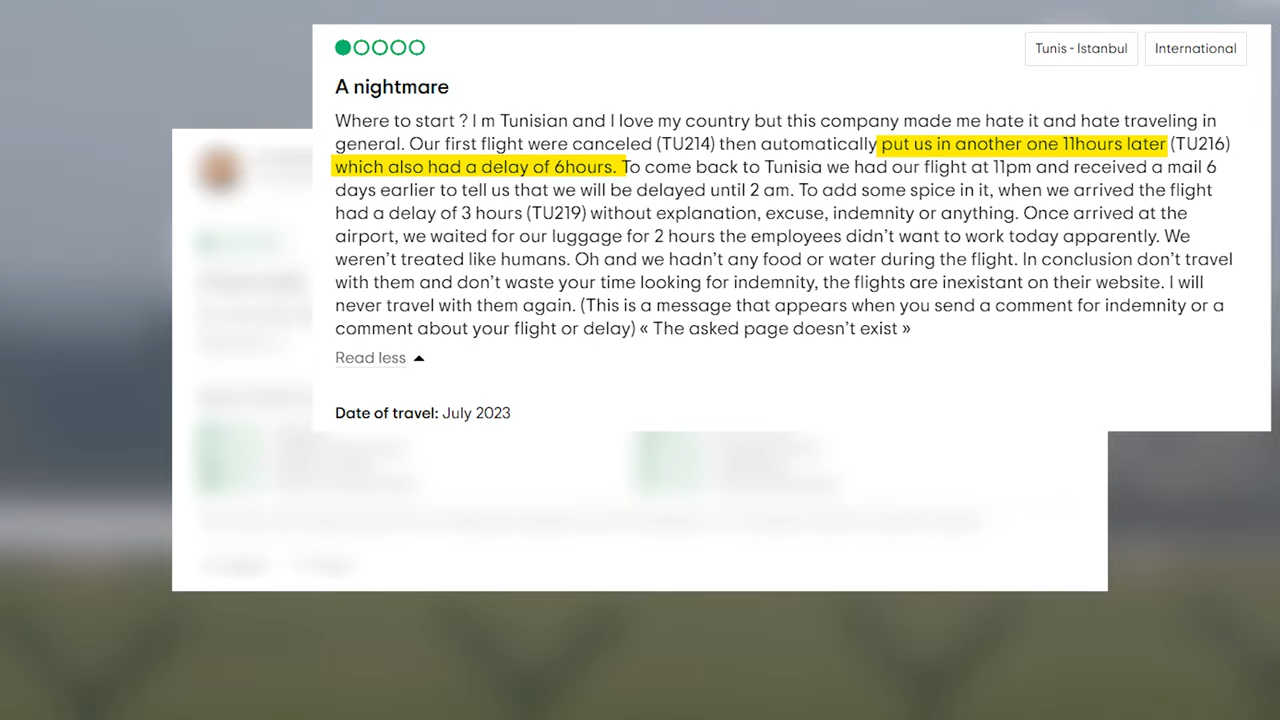 Tunis - Istanbul
International
A nightmare
Where to start ? I m Tunisian and I love my country but this company made me hate it and hate traveling in
general. Our first flight were canceled (TU214) then automatically put us in another one 11hours later (TU216)
which also had a delay of 6hours. To come back to Tunisia we had our flight at 11pm and received a mail 6
days earlier to tell us that we will be delayed until 2 am. To add some spice in it, when we arrived the flight
had a delay of 3 hours (TU219) without explanation, excuse, indemnity or anything. Once arrived at the
airport, we waited for our luggage for 2 hours the employees didn’t want to work today apparently. We
weren’t treated like humans. Oh and we hadn’t any food or water during the flight. In conclusion don’t travel
with them and don’t waste your time looking for indemnity, the flights are inexistant on their website. I will
never travel with them again. (This is a message that appears when you send a comment for indemnity or a
comment about your flight or delay) « The asked page doesn’t exist »
Read less
Date of travel: July 2023